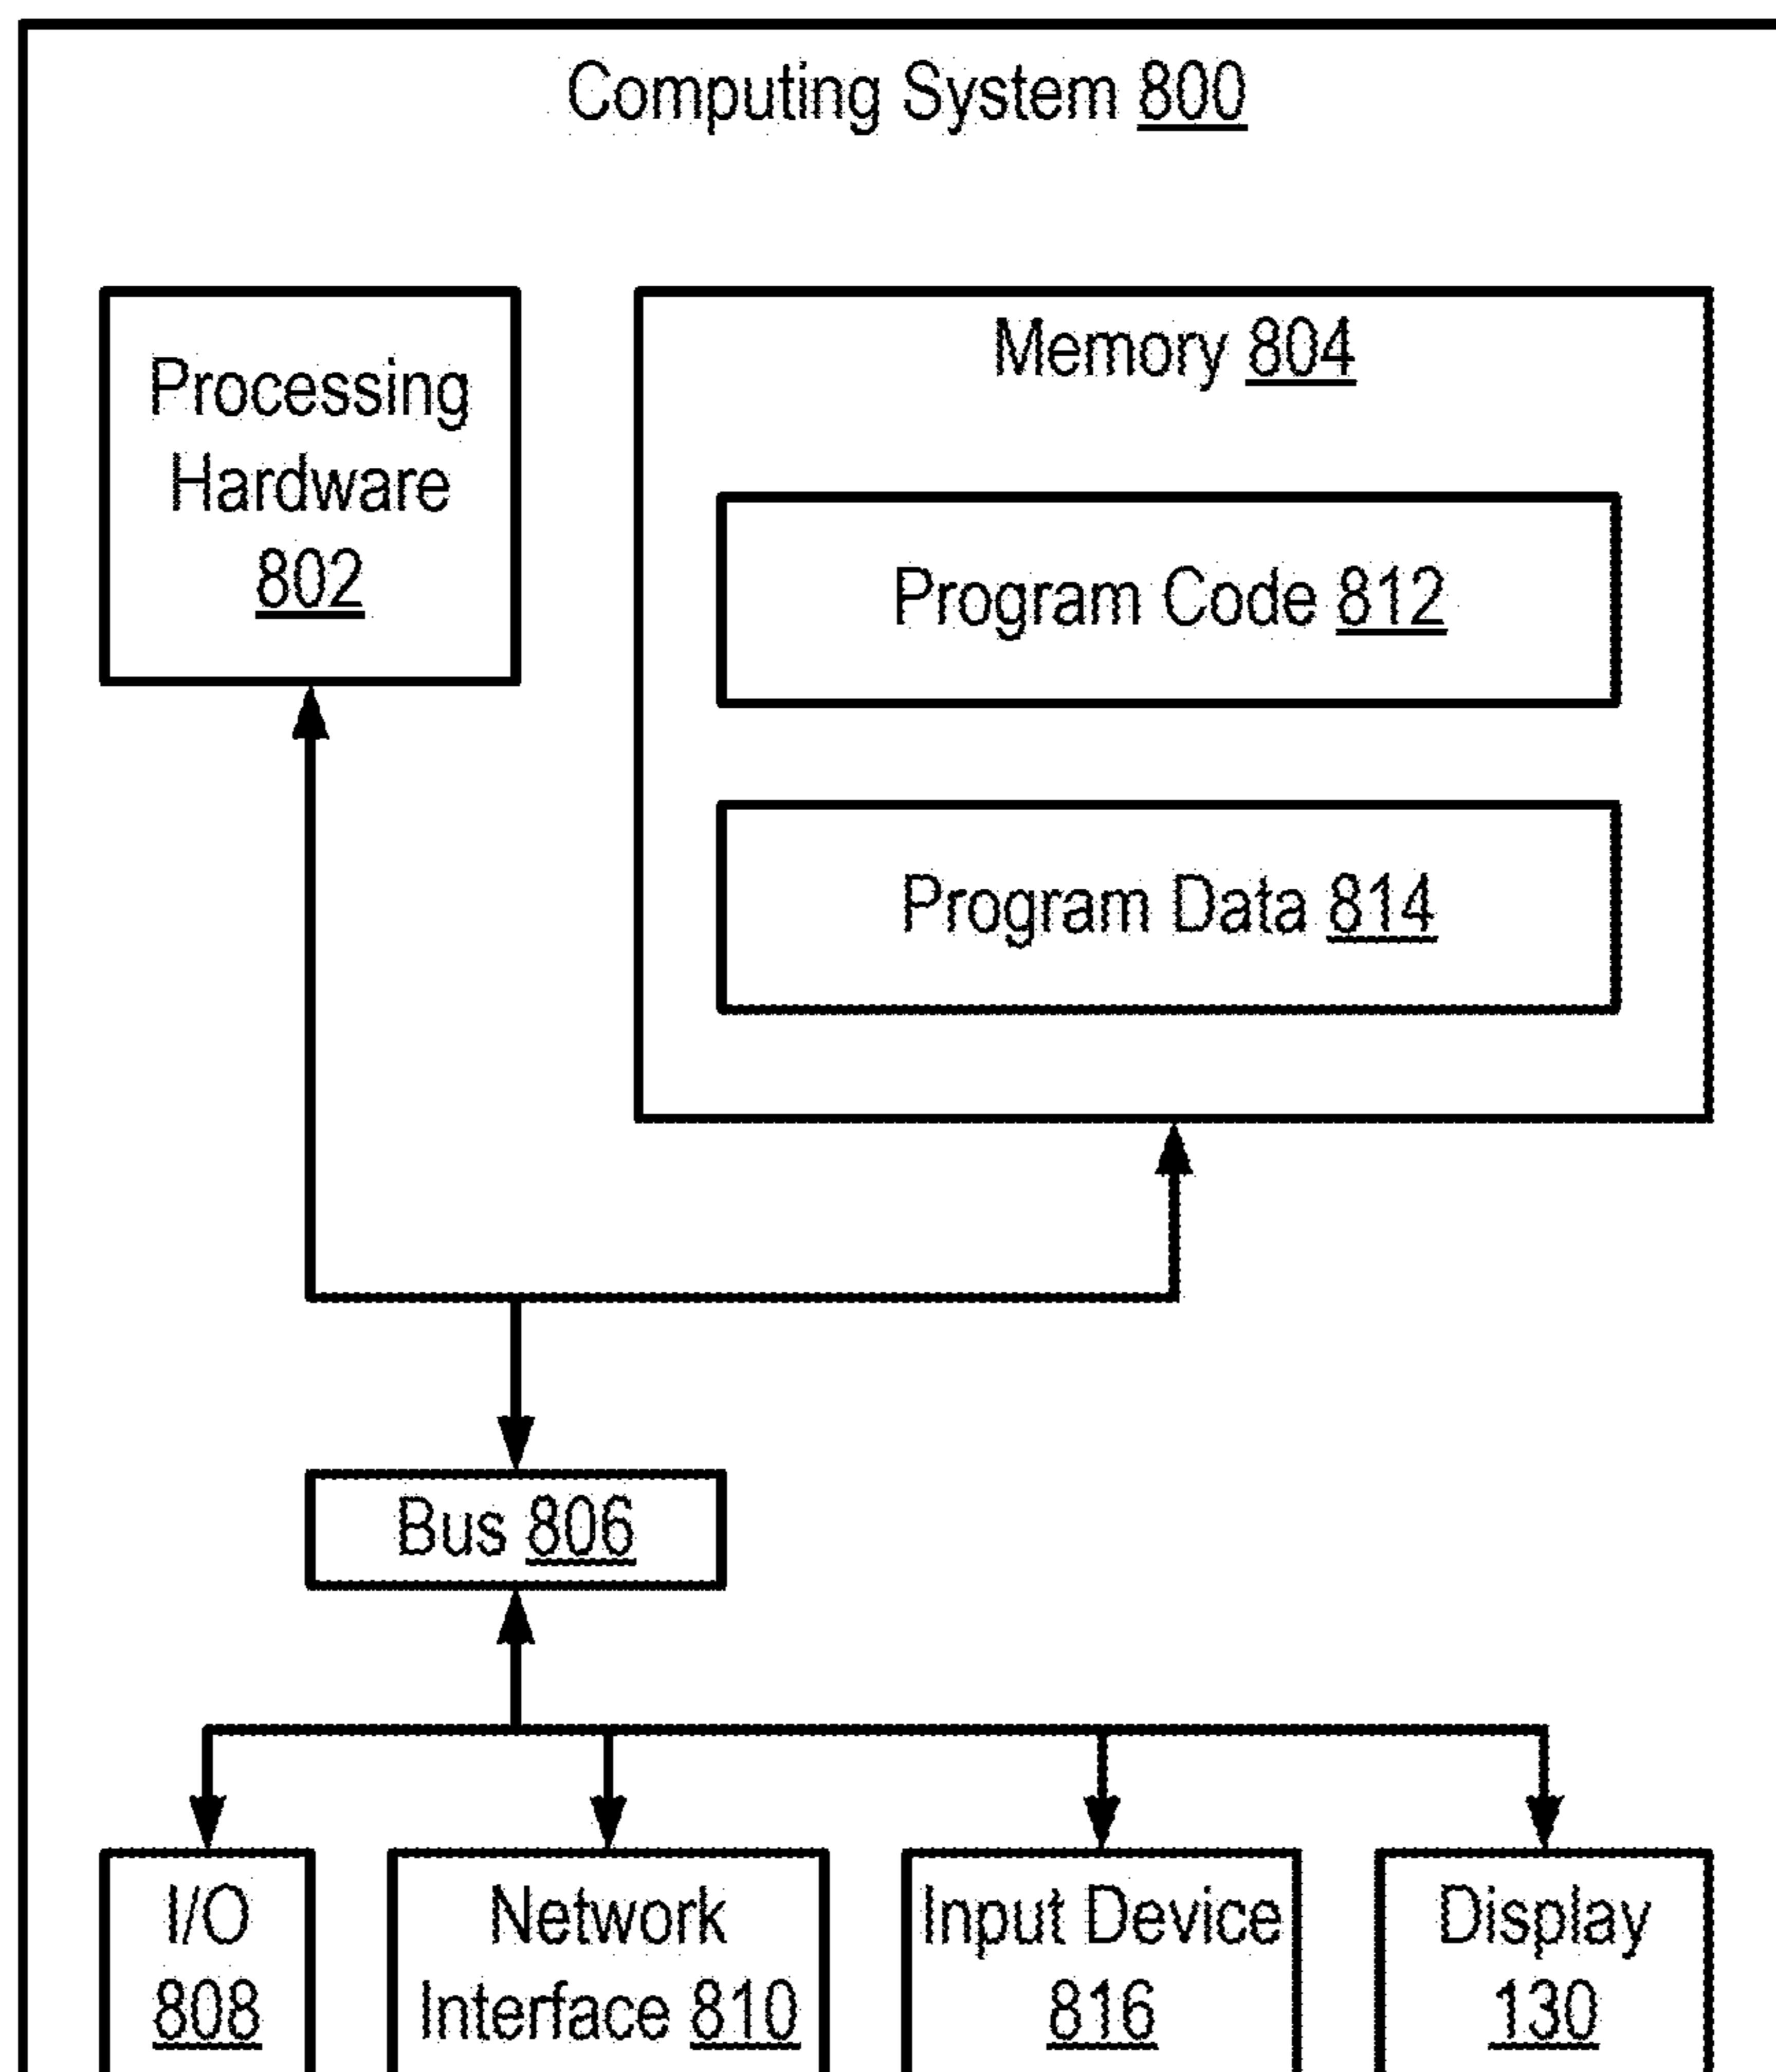 Computing System 800
Processing
Hardware
802
Memory 804
Program Code 812
Program Data 814
Bus 806
I/O
808
Network
Interface 810
Input Device
816
Display
130